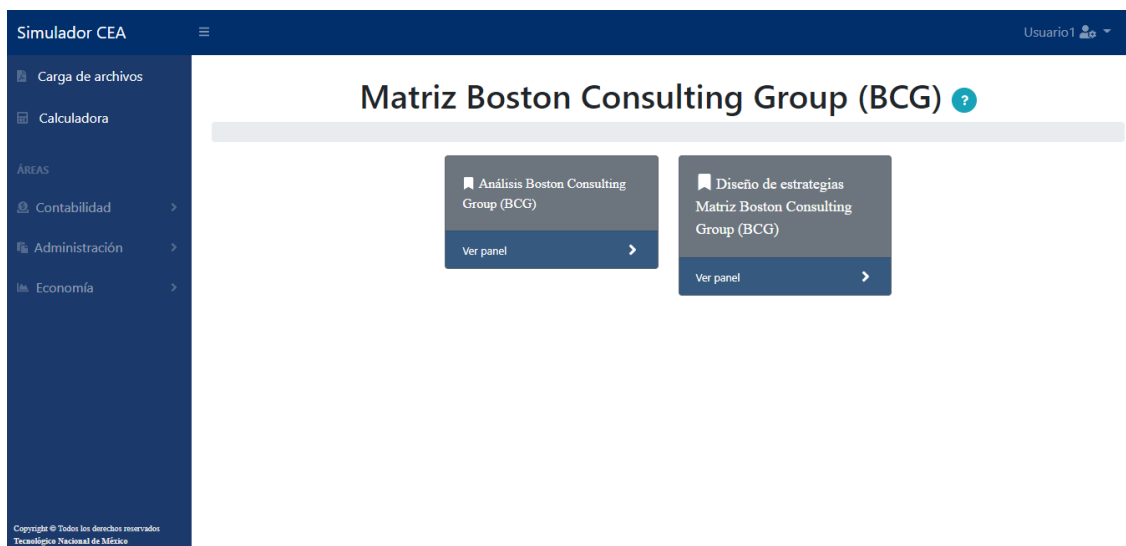 Simulador CEA
Usuario1
Carga de archivos
Calculadora
ÁREAS
Contabilidad
Administración
Economía
Copyright © Todos los derechos reservados
Tecnológico Nacional de México
Matriz Boston Consulting Group (BCG) ?
Análisis Boston Consulting
Group (BCG)
Ver panel
Diseño de estrategias
Matriz Boston Consulting
Group (BCG)
Ver panel